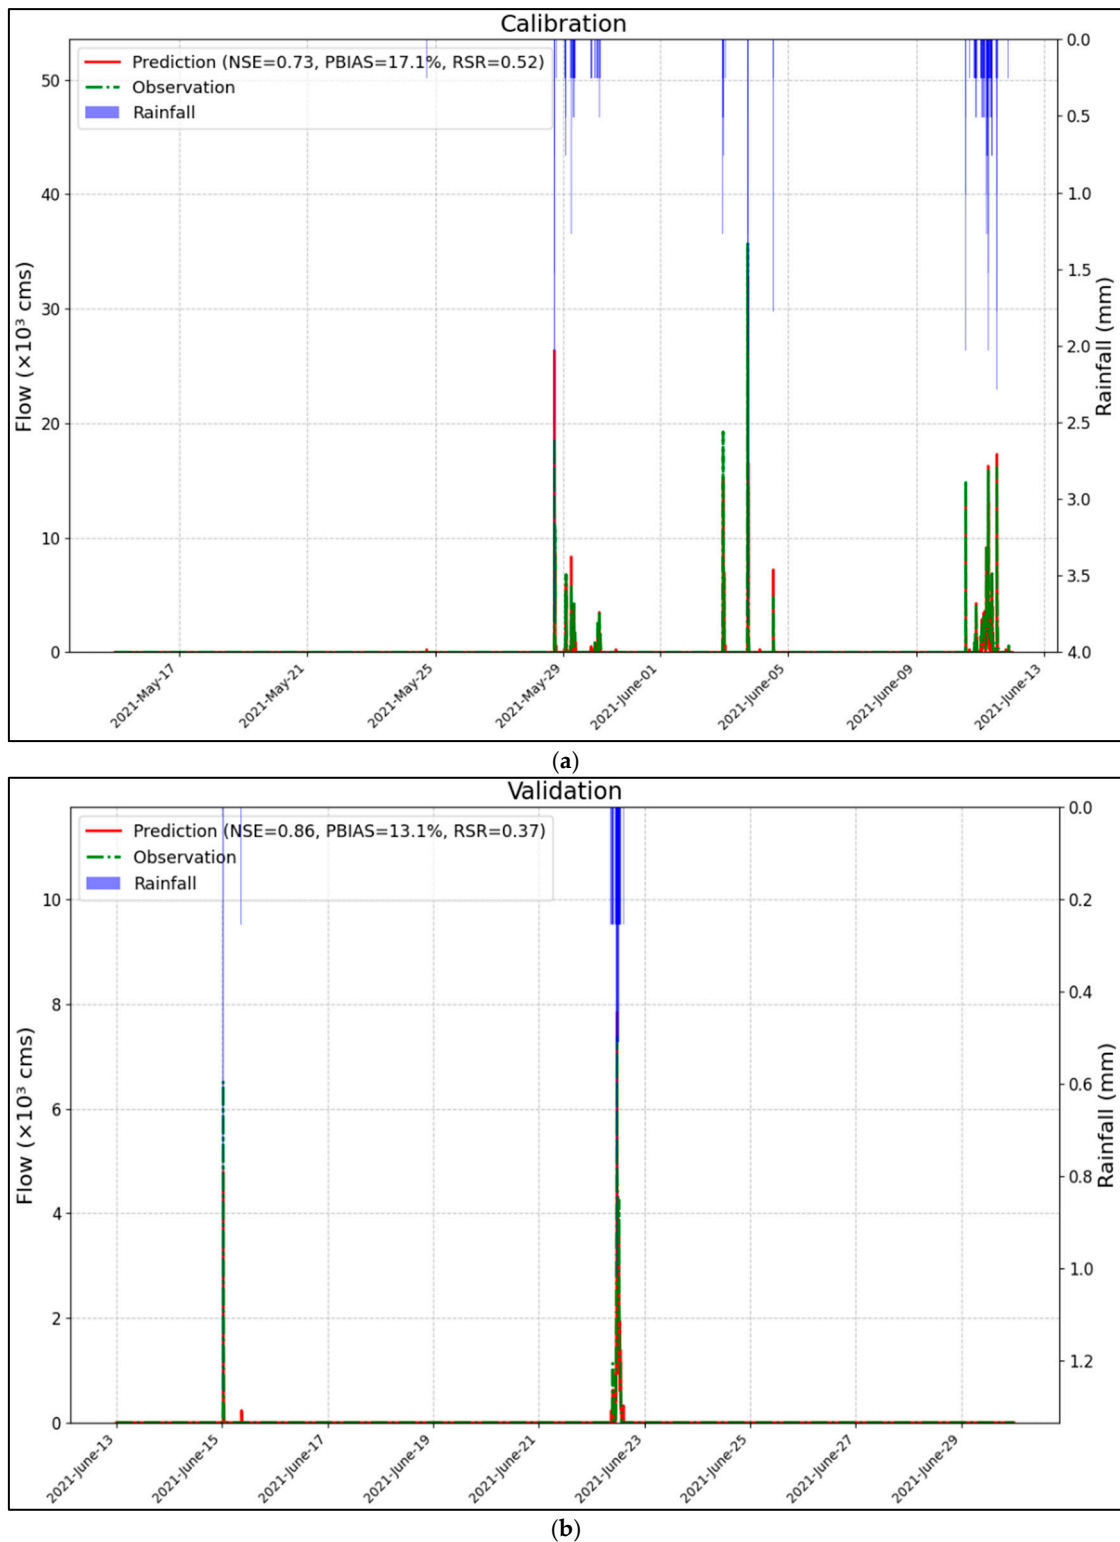 Calibration
Prediction (NSE=0.73, PBIAS=17.1%, RSR=0.52)
Observation
Rainfall
Flow (×10³ cms)
50
40
30
20
10
0
Rainfall (mm)
0.0
0.5
1.0
1.5
2.0
2.5
3.0
3.5
4.0
2021-May-17
2021-May-21
2021-May-25
2021-May-29
2021-June-01
2021-June-05
2021-June-09
2021-June-13
(a)
Validation
Prediction (NSE=0.86, PBIAS=13.1%, RSR=0.37)
Observation
Rainfall
Flow (×10³ cms)
10
8
6
4
2
0
Rainfall (mm)
0.0
0.2
0.4
0.6
0.8
1.0
1.2
2021-June-13
2021-June-15
2021-June-17
2021-June-19
2021-June-21
2021-June-23
2021-June-25
2021-June-27
2021-June-29
(b)